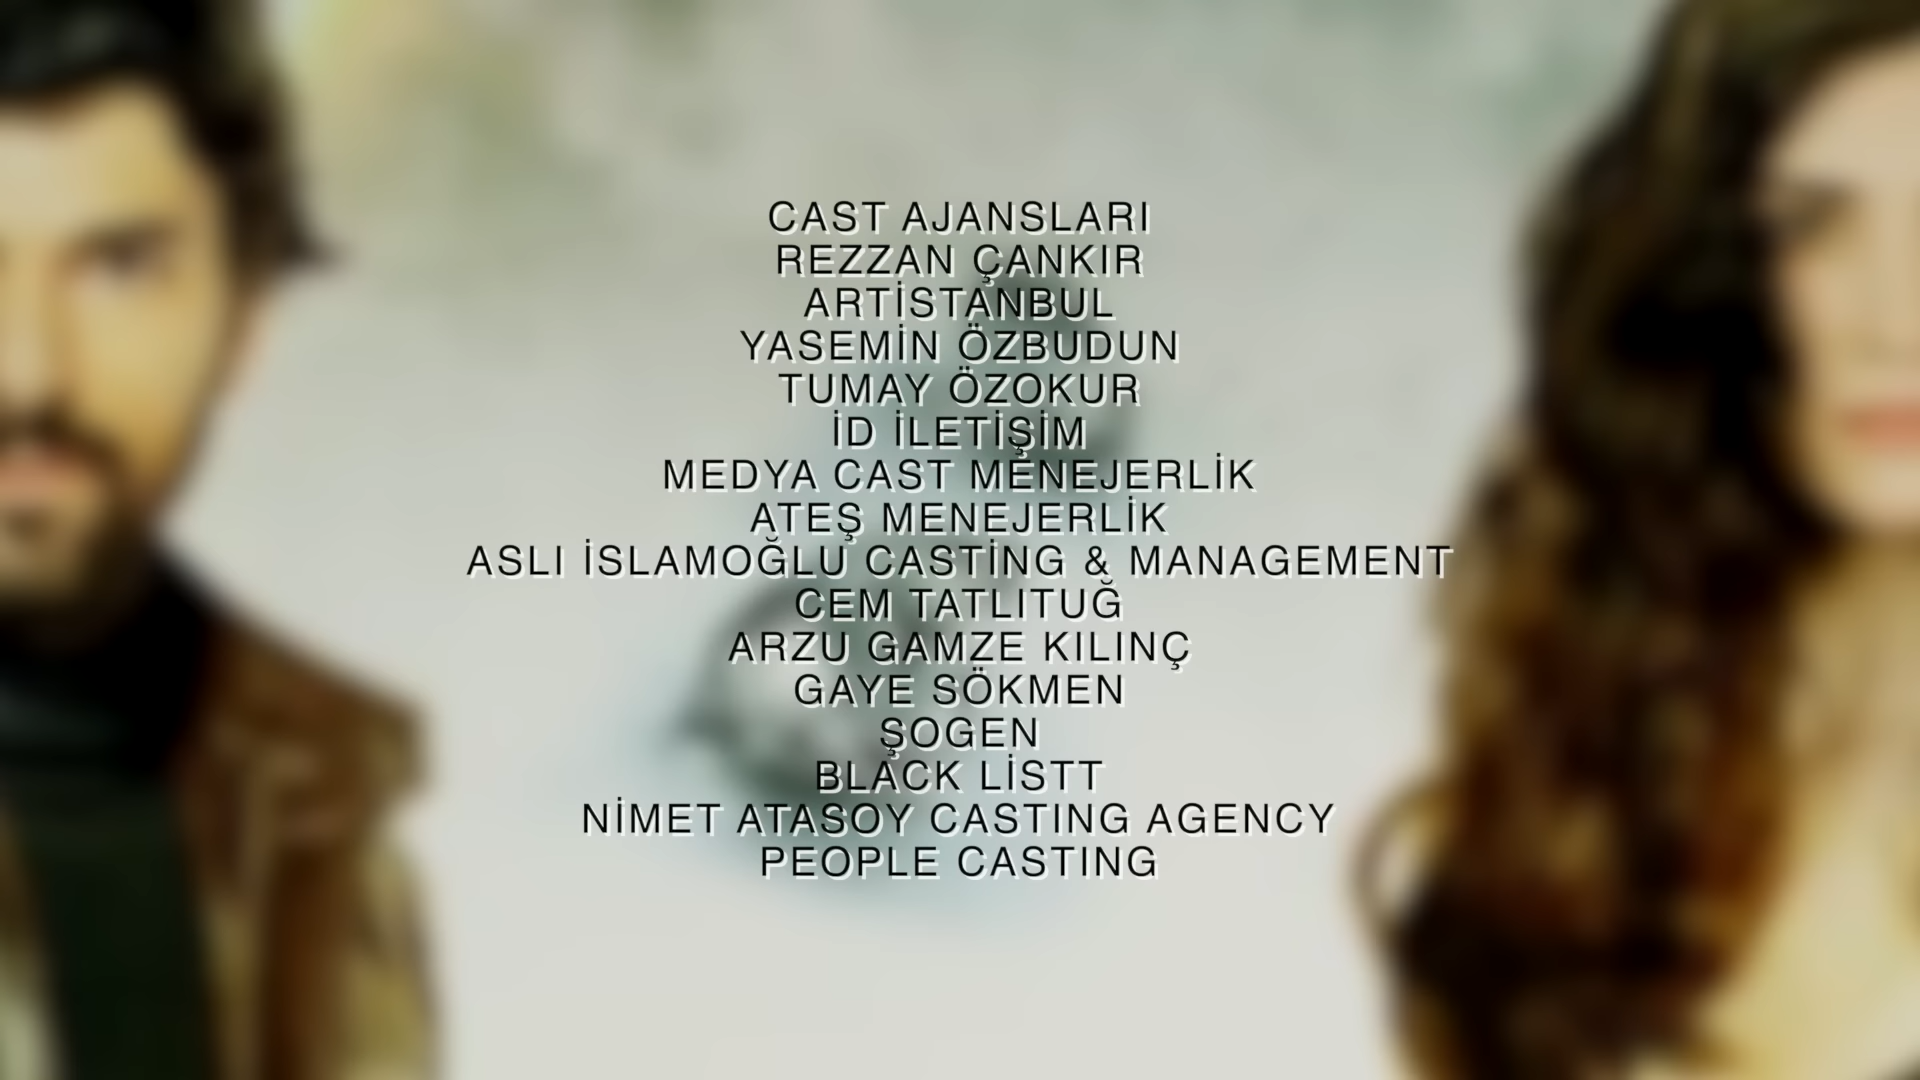 CAST AJANSLARI
REZZAN ÇANKIR
ARTİSTANBUL
YASEMİN ÖZBUDUN
TUMAY ÖZOKUR
İD İLETİŞİM
MEDYA CAST MENEJERLİK
ATEŞ MENEJERLİK
ASLI İSLAMOĞLU CASTİNG & MANAGEMENT
CEM TATLITUĞ
ARZU GAMZE KILINÇ
GAYE SÖKMEN
ŞOGEN
BLACK LİSTT
NİMET ATASOY CASTING AGENCY
PEOPLE CASTING